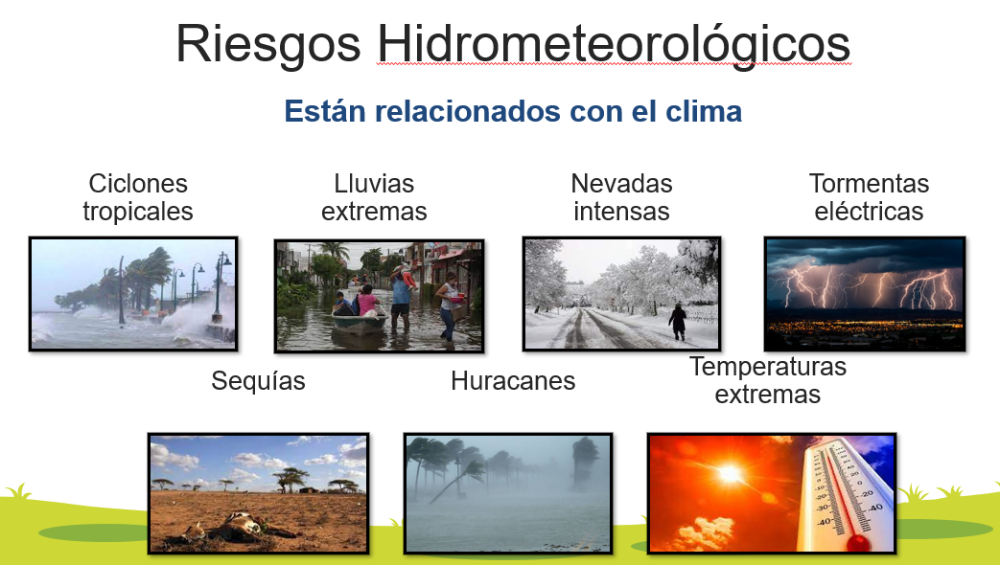 Riesgos Hidrometeorológicos
Están relacionados con el clima
Ciclones
tropicales
Lluvias
extremas
Nevadas
intensas
Tormentas
eléctricas
Sequías
Huracanes
Temperaturas
extremas